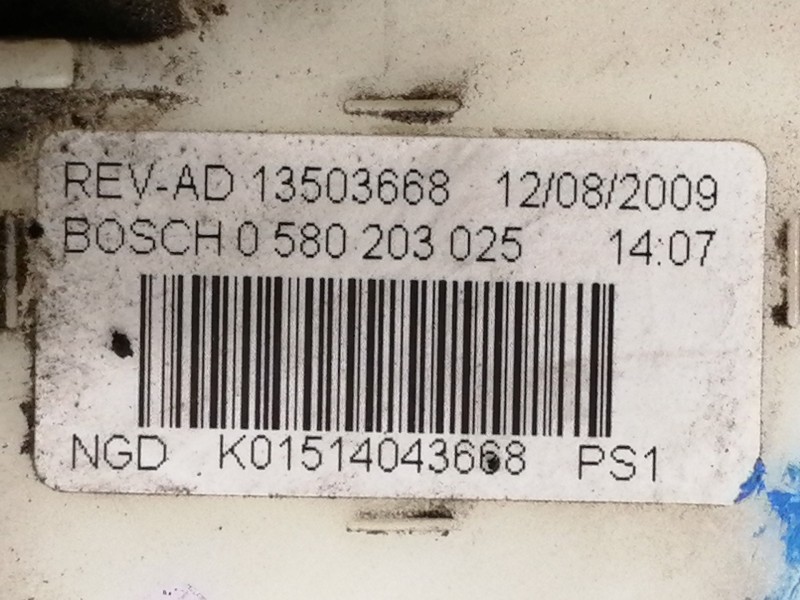 REV-AD 13503668 12/08/2009
BOSCH 0 580 203 025 14:07
NGD K01514043668 PS1